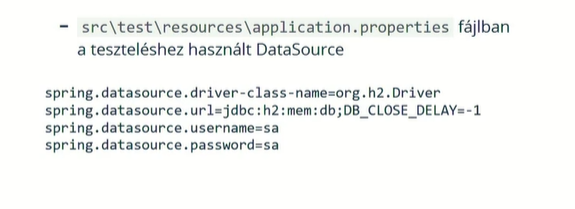 – src\test\resources\application.properties fájlban
a teszteléshez használt DataSource
spring.datasource.driver-class-name=org.h2.Driver
spring.datasource.url=jdbc:h2:mem:db;DB_CLOSE_DELAY=-1
spring.datasource.username=sa
spring.datasource.password=sa